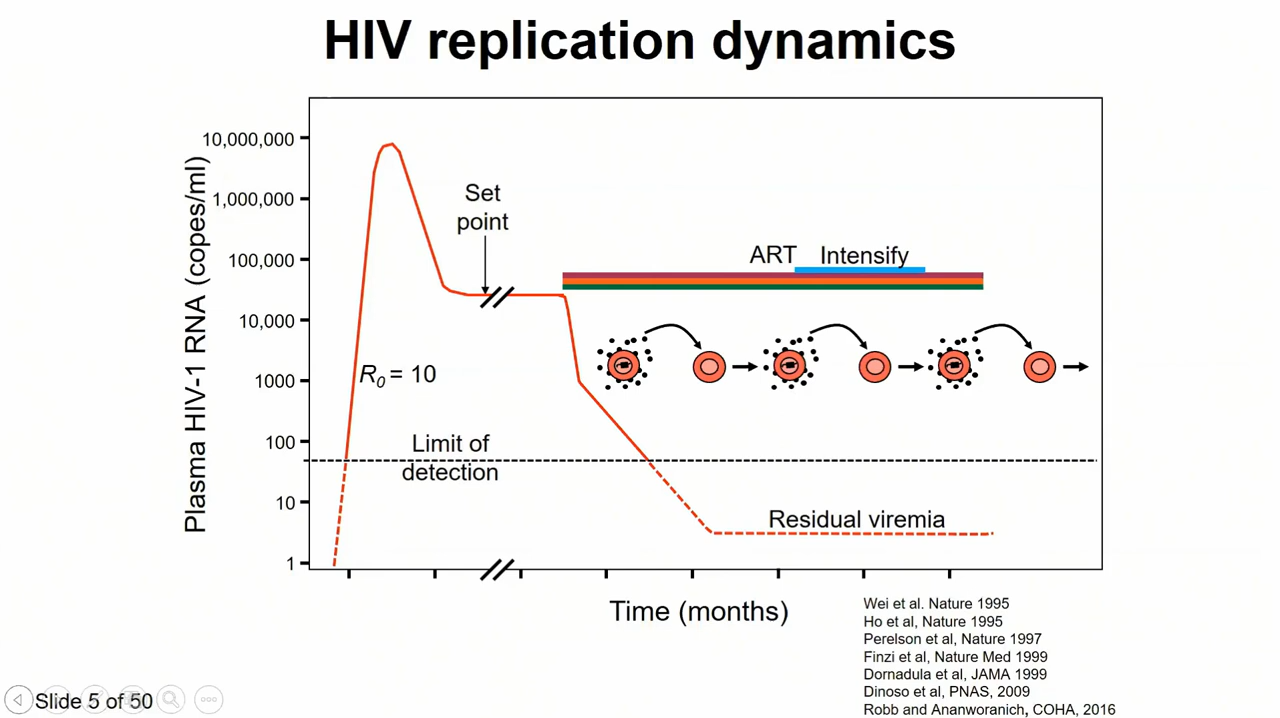 HIV replication dynamics
Plasma HIV-1 RNA (copes/ml)
10,000,000
1,000,000
100,000
10,000
1000
100
10
1
Set
point
R0 = 10
Limit of
detection
ART
Intensify
Residual viremia
Time (months)
Wei et al. Nature 1995
Ho et al, Nature 1995
Perelson et al, Nature 1997
Finzi et al, Nature Med 1999
Dornadula et al, JAMA 1999
Dinoso et al, PNAS, 2009
Robb and Ananworanich, COHA, 2016
Slide 5 of 50